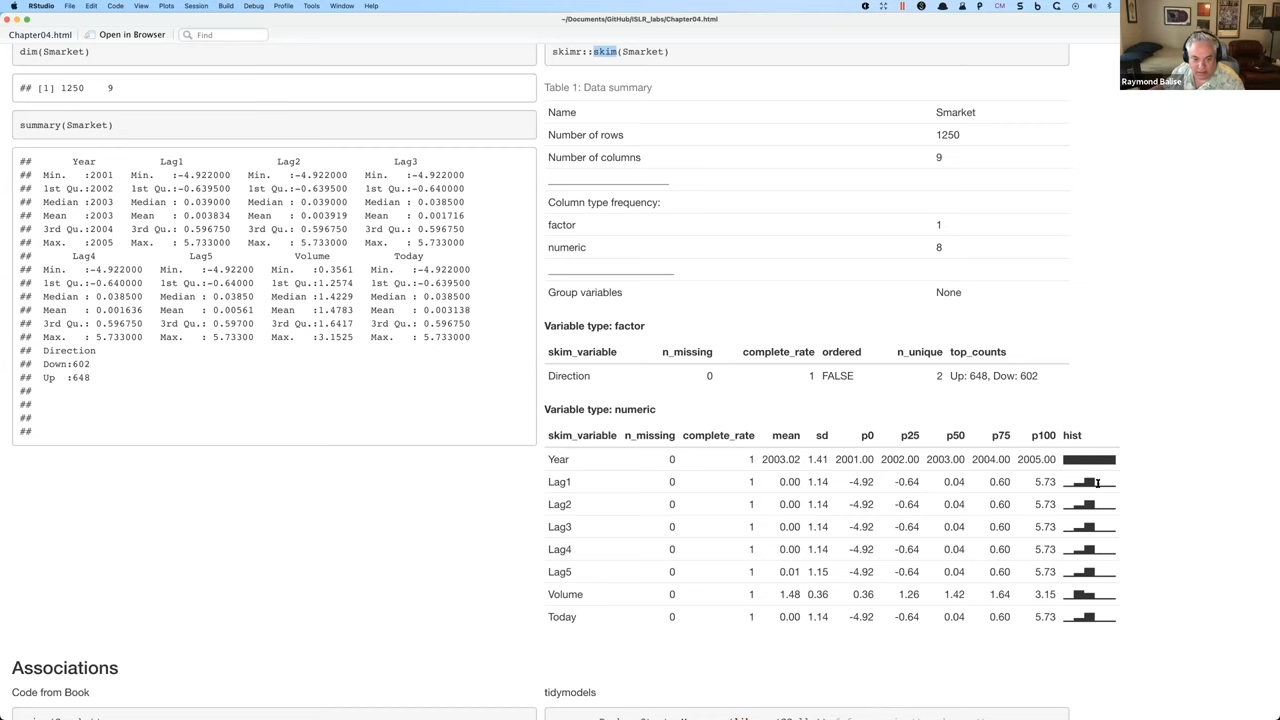 RStudio File Edit Code View Plots Session Build Debug Profile Tools Window Help
~/Documents/GitHub/ISLR_labs/Chapter04.html
Chapter04.html Open in Browser Find
Raymond Balise
dim(Smarket)
## [1] 1250    9
summary(Smarket)
##       Year           Lag1                Lag2                Lag3
##  Min.   :2001   Min.   :-4.922000   Min.   :-4.922000   Min.   :-4.922000
##  1st Qu.:2002   1st Qu.:-0.639500   1st Qu.:-0.639500   1st Qu.:-0.640000
##  Median :2003   Median : 0.039000   Median : 0.039000   Median : 0.038500
##  Mean   :2003   Mean   : 0.003834   Mean   : 0.003919   Mean   : 0.001716
##  3rd Qu.:2004   3rd Qu.: 0.596750   3rd Qu.: 0.596750   3rd Qu.: 0.596750
##  Max.   :2005   Max.   : 5.733000   Max.   : 5.733000   Max.   : 5.733000
##       Lag4                Lag5              Volume           Today
##  Min.   :-4.922000   Min.   :-4.92200   Min.   :0.3561   Min.   :-4.922000
##  1st Qu.:-0.640000   1st Qu.:-0.64000   1st Qu.:1.2574   1st Qu.:-0.639500
##  Median : 0.038500   Median : 0.03850   Median :1.4229   Median : 0.038500
##  Mean   : 0.001636   Mean   : 0.00561   Mean   :1.4783   Mean   : 0.003138
##  3rd Qu.: 0.596750   3rd Qu.: 0.59700   3rd Qu.:1.6417   3rd Qu.: 0.596750
##  Max.   : 5.733000   Max.   : 5.73300   Max.   :3.1525   Max.   : 5.733000
##  Direction
##  Down:602
##  Up  :648
##
##
##
##
skimr::skim(Smarket)
Table 1: Data summary
Name Smarket
Number of rows 1250
Number of columns 9
_______________________
Column type frequency:
factor 1
numeric 8
________________________
Group variables None
Variable type: factor
skim_variable n_missing complete_rate ordered n_unique top_counts
Direction 0 1 FALSE 2 Up: 648, Dow: 602
Variable type: numeric
skim_variable n_missing complete_rate mean sd p0 p25 p50 p75 p100 hist
Year 0 1 2003.02 1.41 2001.00 2002.00 2003.00 2004.00 2005.00
Lag1 0 1 0.00 1.14 -4.92 -0.64 0.04 0.60 5.73
Lag2 0 1 0.00 1.14 -4.92 -0.64 0.04 0.60 5.73
Lag3 0 1 0.00 1.14 -4.92 -0.64 0.04 0.60 5.73
Lag4 0 1 0.00 1.14 -4.92 -0.64 0.04 0.60 5.73
Lag5 0 1 0.01 1.15 -4.92 -0.64 0.04 0.60 5.73
Volume 0 1 1.48 0.36 0.36 1.26 1.42 1.64 3.15
Today 0 1 0.00 1.14 -4.92 -0.64 0.04 0.60 5.73
Associations
Code from Book
tidymodels